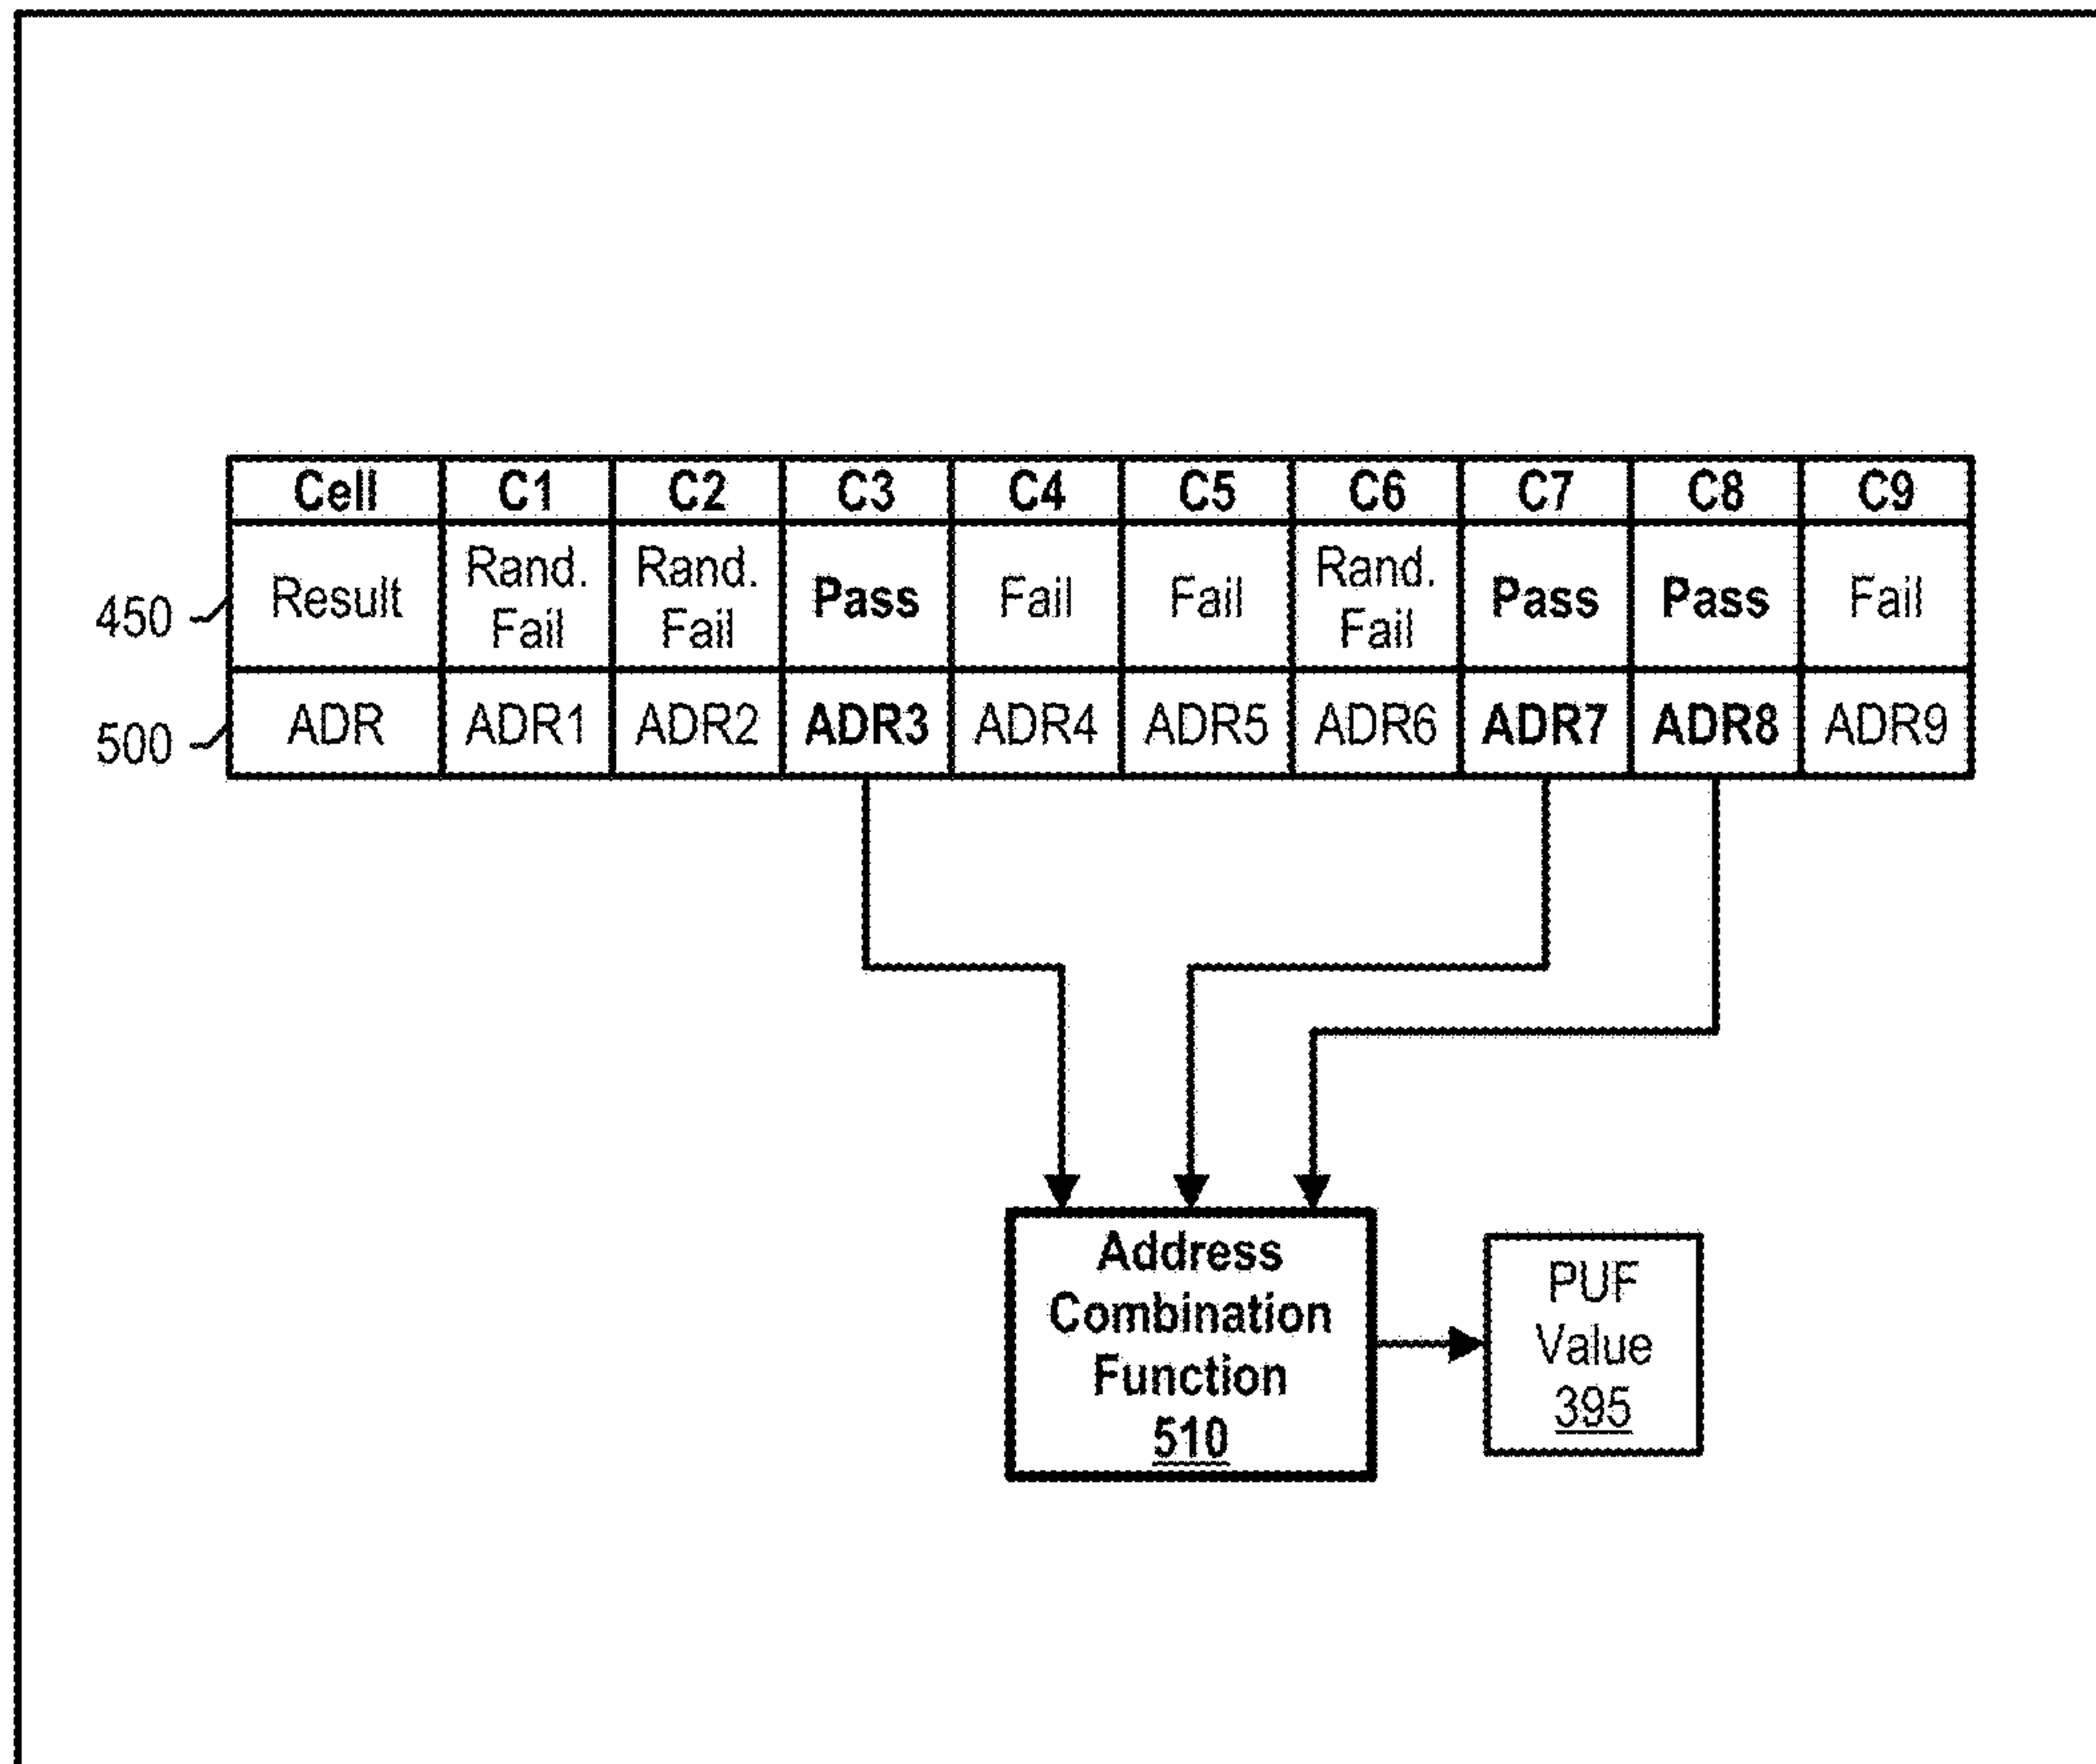 Cell C1 C2 C3 C4 C5 C6 C7 C8 C9
450 Result Rand. Fail Rand. Fail Pass Fail Fail Rand. Fail Pass Pass Fail
500 ADR ADR1 ADR2 ADR3 ADR4 ADR5 ADR6 ADR7 ADR8 ADR9
Address
Combination
Function
510
PUF
Value
395